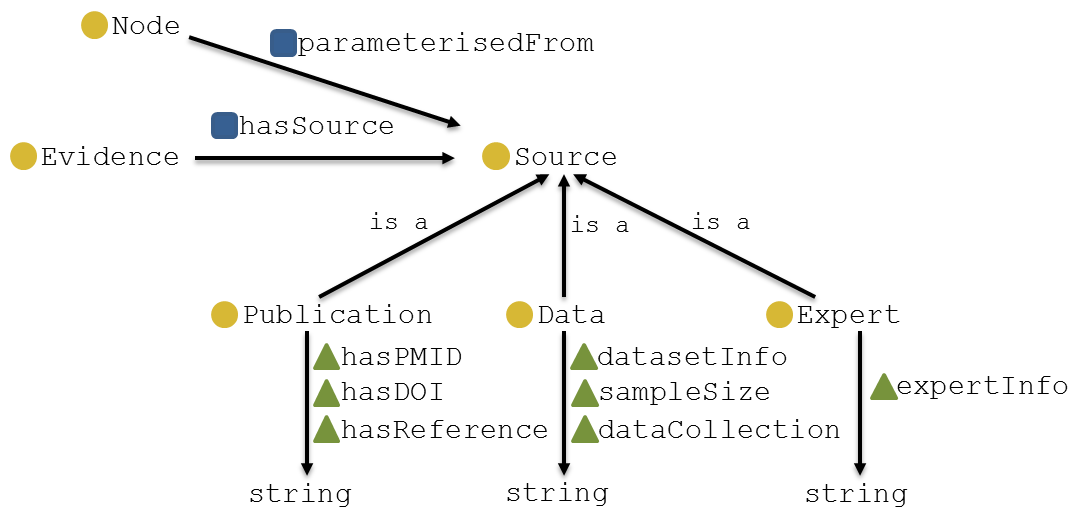 Node
parameterisedFrom
hasSource
Evidence
Source
is a
is a
is a
Publication
Data
Expert
hasPMID
datasetInfo
hasDOI
sampleSize
expertInfo
hasReference
dataCollection
string
string
string